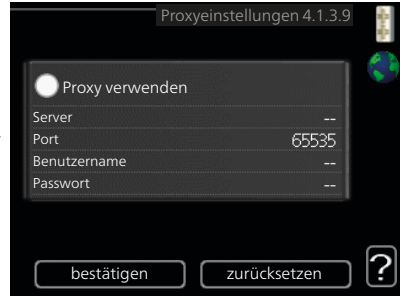 Proxyeinstellungen 4.1.3.9
Proxy verwenden
Server --
Port 65535
Benutzername --
Passwort --
bestätigen zurücksetzen ?